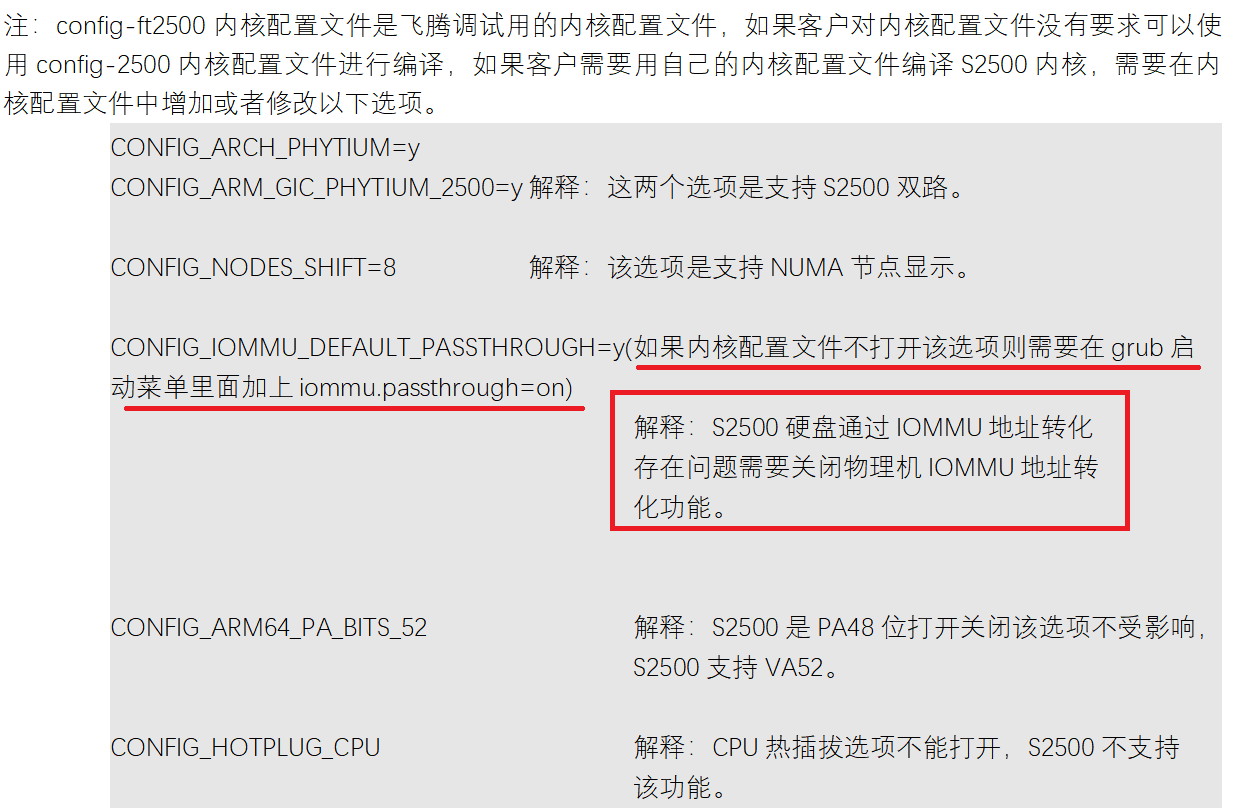 注：config-ft2500 内核配置文件是飞腾调试用的内核配置文件，如果客户对内核配置文件没有要求可以使
用 config-2500 内核配置文件进行编译，如果客户需要用自己的内核配置文件编译 S2500 内核，需要在内
核配置文件中增加或者修改以下选项。
CONFIG_ARCH_PHYTIUM=y
CONFIG_ARM_GIC_PHYTIUM_2500=y 解释：这两个选项是支持 S2500 双路。
CONFIG_NODES_SHIFT=8 解释：该选项是支持 NUMA 节点显示。
CONFIG_IOMMU_DEFAULT_PASSTHROUGH=y(如果内核配置文件不打开该选项则需要在 grub 启
动菜单里面加上 iommu.passthrough=on)
解释：S2500 硬盘通过 IOMMU 地址转化
存在问题需要关闭物理机 IOMMU 地址转
化功能。
CONFIG_ARM64_PA_BITS_52 解释：S2500 是 PA48 位打开关闭该选项不受影响，
S2500 支持 VA52。
CONFIG_HOTPLUG_CPU 解释：CPU 热插拔选项不能打开，S2500 不支持
该功能。